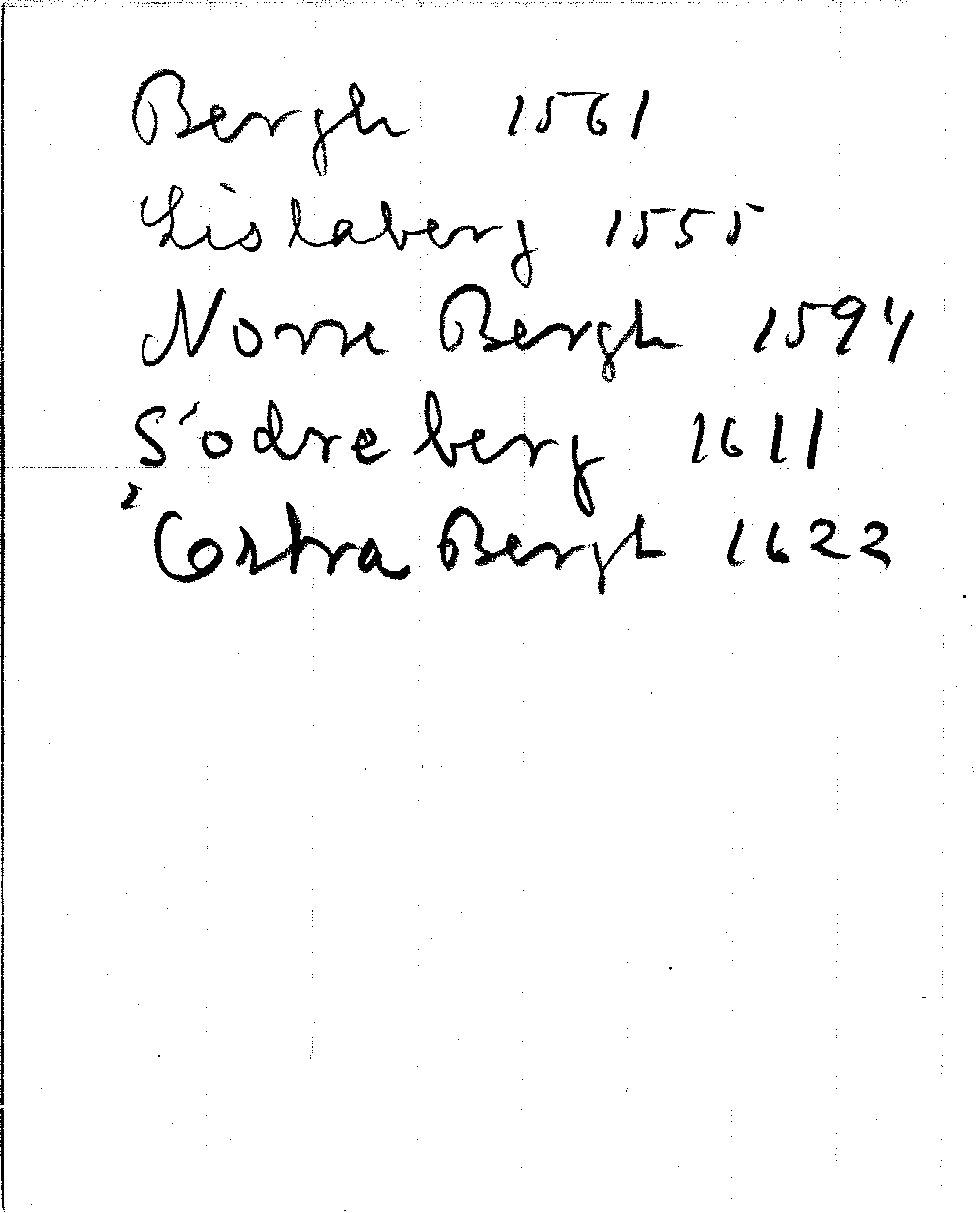 Bergh 1561
Lislaberg 1555
Norre Bergh 1594
Södreberg 1611
Östra Bergh 1622